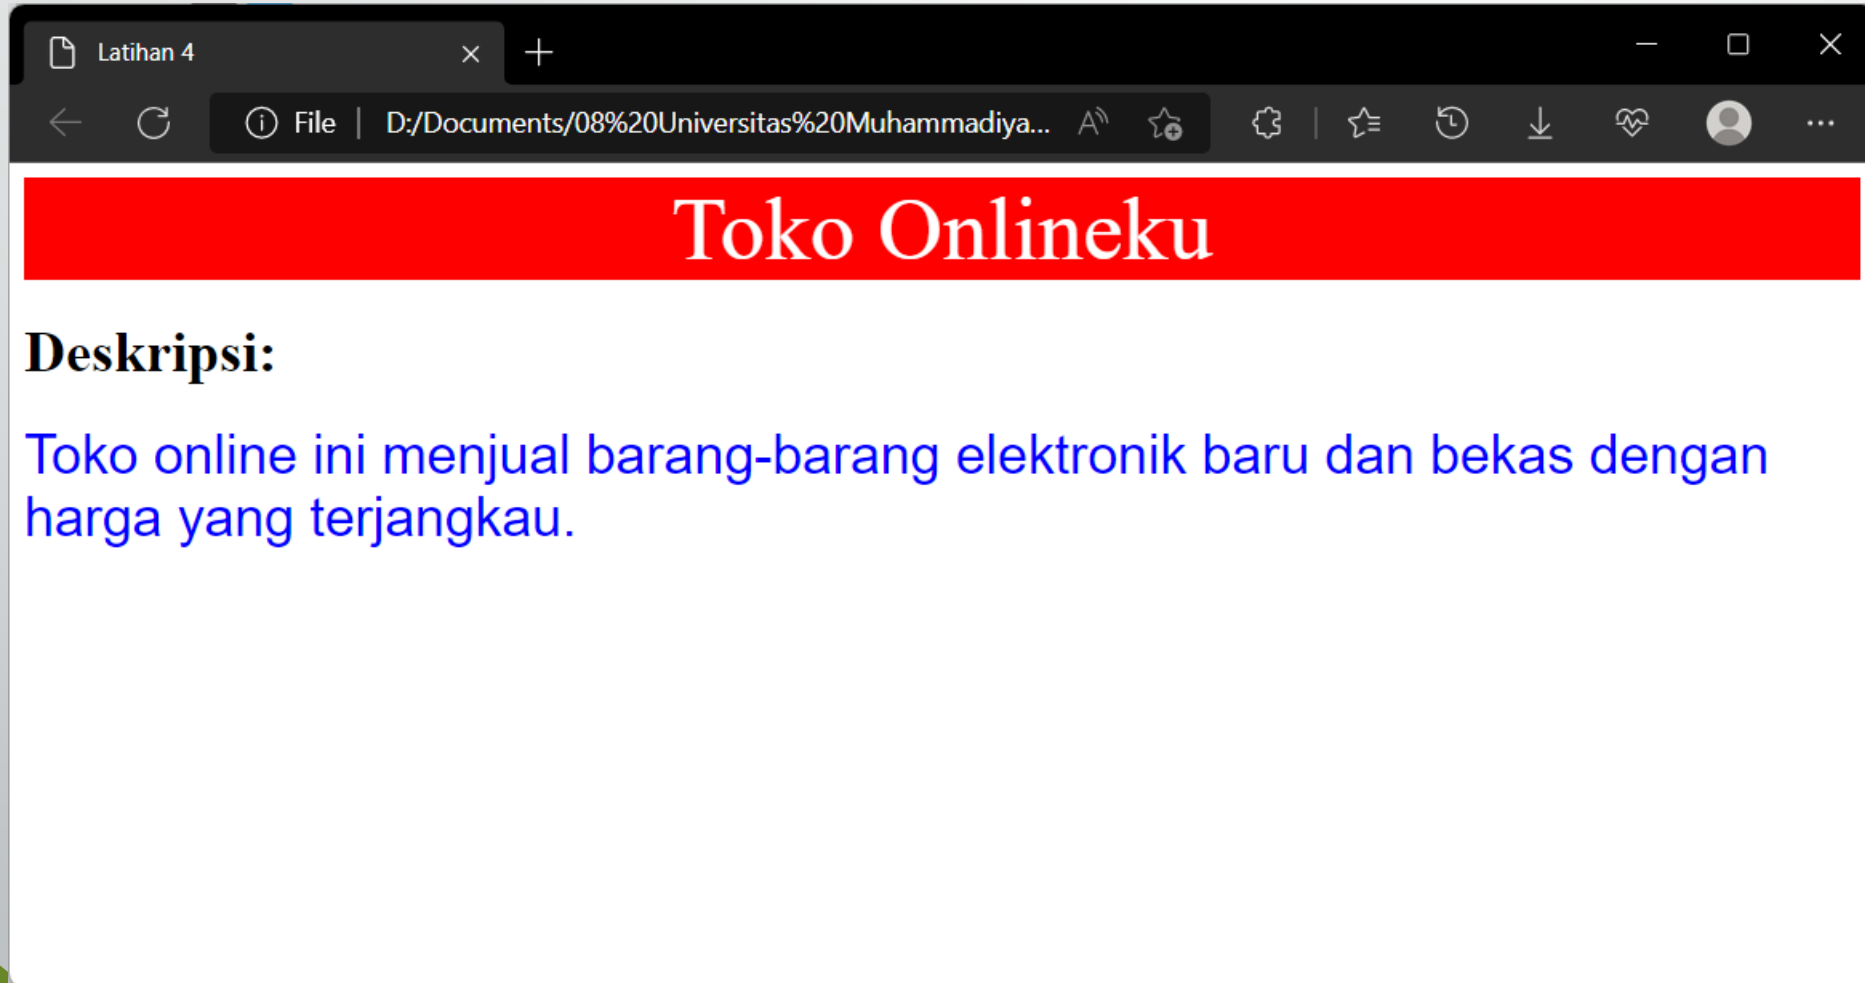 Latihan 4
File D:/Documents/08%20Universitas%20Muhammadiya...
Toko Onlineku
Deskripsi:
Toko online ini menjual barang-barang elektronik baru dan bekas dengan
harga yang terjangkau.